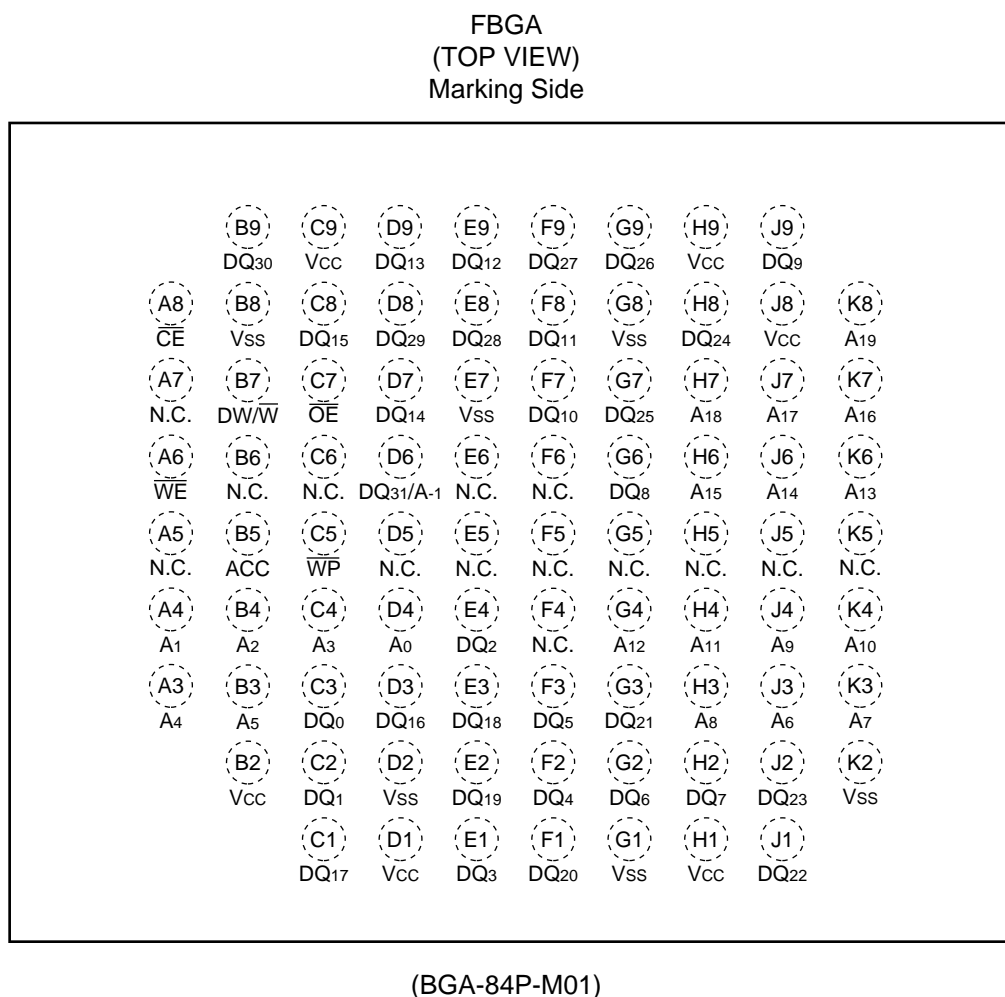 FBGA
(TOP VIEW)
Marking Side
B9 C9 D9 E9 F9 G9 H9 J9
DQ30 VCC DQ13 DQ12 DQ27 DQ26 VCC DQ9
A8 B8 C8 D8 E8 F8 G8 H8 J8 K8
C̅E̅ VSS DQ15 DQ29 DQ28 DQ11 VSS DQ24 VCC A19
A7 B7 C7 D7 E7 F7 G7 H7 J7 K7
N.C. DW/W̅ O̅E̅ DQ14 VSS DQ10 DQ25 A18 A17 A16
A6 B6 C6 D6 E6 F6 G6 H6 J6 K6
W̅E̅ N.C. N.C. DQ31/A-1 N.C. N.C. DQ8 A15 A14 A13
A5 B5 C5 D5 E5 F5 G5 H5 J5 K5
N.C. ACC W̅P̅ N.C. N.C. N.C. N.C. N.C. N.C. N.C.
A4 B4 C4 D4 E4 F4 G4 H4 J4 K4
A1 A2 A3 A0 DQ2 N.C. A12 A11 A9 A10
A3 B3 C3 D3 E3 F3 G3 H3 J3 K3
A4 A5 DQ0 DQ16 DQ18 DQ5 DQ21 A8 A6 A7
B2 C2 D2 E2 F2 G2 H2 J2 K2
VCC DQ1 VSS DQ19 DQ4 DQ6 DQ7 DQ23 VSS
C1 D1 E1 F1 G1 H1 J1
DQ17 VCC DQ3 DQ20 VSS VCC DQ22
(BGA-84P-M01)